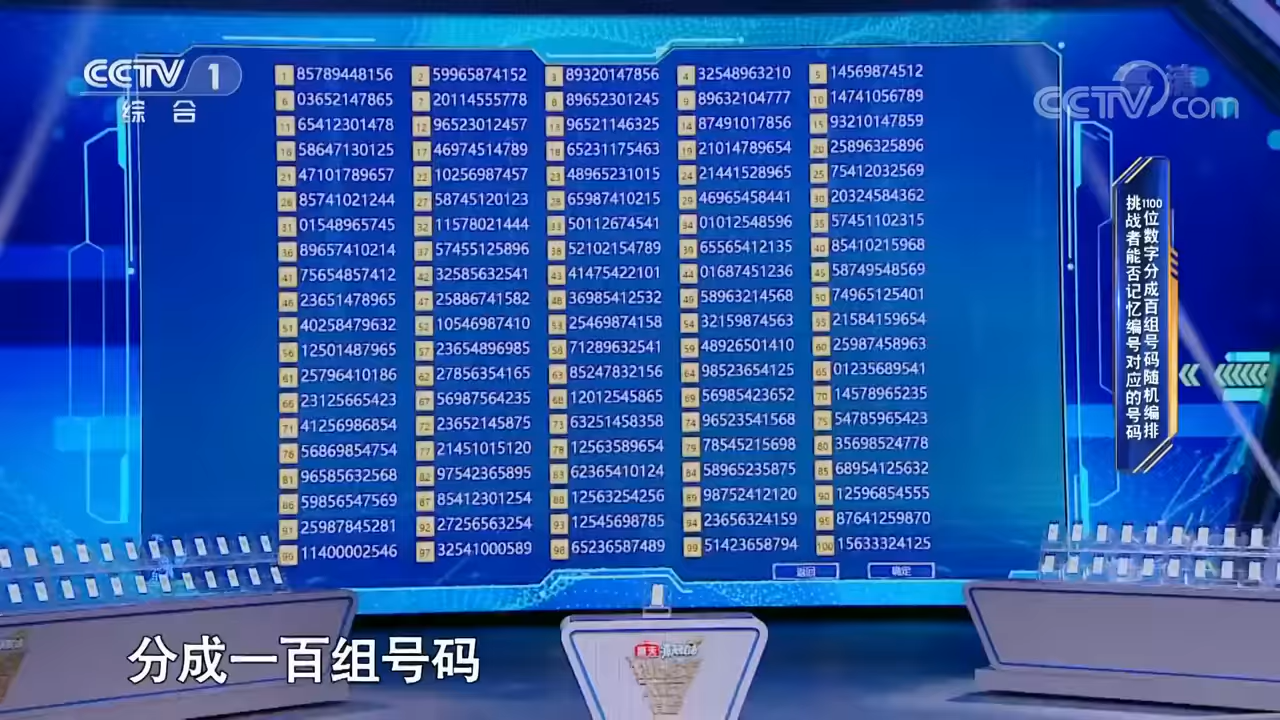 CCTV 1
综合
高清
CCTV.com
1 85789448156 2 59965874152 3 89320147856 4 32548963210 5 14569874512
6 03652147865 7 20114555778 8 89652301245 9 89632104777 10 14741056789
11 65412301478 12 96523012457 13 96521146325 14 87491017856 15 93210147859
16 58647130125 17 46974514789 18 65231175463 19 21014789654 20 25896325896
21 47101789657 22 10256987457 23 48965231015 24 21441528965 25 75412032569
26 85741021244 27 58745120123 28 65987410215 29 46965458441 30 20324584362
31 01548965745 32 11578021444 33 50112674541 34 01012548596 35 57451102315
36 89657410214 37 57455125896 38 52102154789 39 65565412135 40 85410215968
41 75654857412 42 32585632541 43 41475422101 44 01687451236 45 58749548569
46 23651478965 47 25886741582 48 36985412532 49 58963214568 50 74965125401
51 40258479632 52 10546987410 53 25469874158 54 32159874563 55 21584159654
56 12501487965 57 23654896985 58 71289632541 59 48926501410 60 25987458963
61 25796410186 62 27856354165 63 85247832156 64 98523654125 65 01235689541
66 23125665423 67 56987564235 68 12012545865 69 56985423652 70 14578965235
71 41256986854 72 23652145875 73 63251458358 74 96523541568 75 54785965423
76 56869854754 77 21451015120 78 12563589654 79 78545215698 80 35698524778
81 96585632568 82 97542365895 83 62365410124 84 58965235875 85 68954125632
86 59856547569 87 85412301254 88 12563254256 89 98752412120 90 12596854555
91 25987845281 92 27256563254 93 12545698785 94 23656324159 95 87641259870
96 11400002546 97 32541000589 98 65236587489 99 51423658794 100 15633324125
返回 确定
1100位数字分成百组号码随机编排
挑战者能否记忆编号对应的号码
分成一百组号码